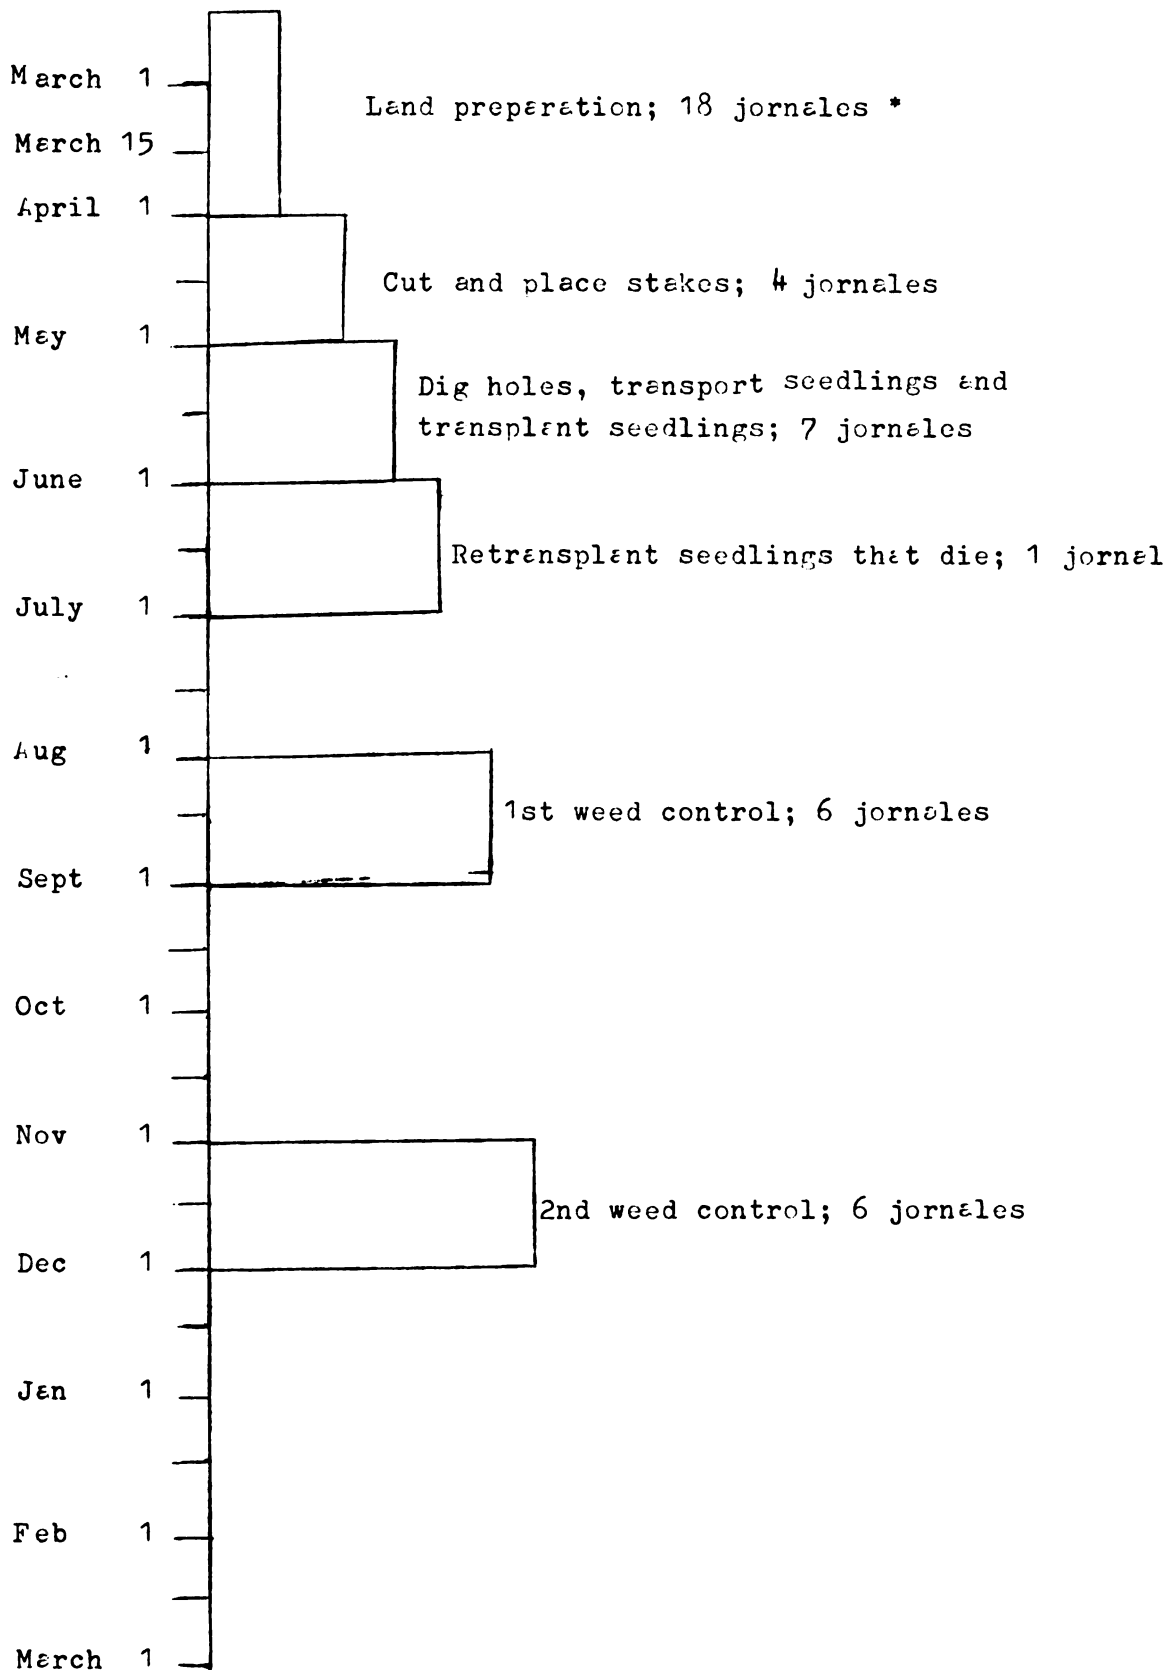 March 1
Land preparation; 18 jornales *
March 15
April 1
Cut and place stakes; 4 jornales
May 1
Dig holes, transport seedlings and
transplant seedlings; 7 jornales
June 1
Retransplant seedlings that die; 1 jornal
July 1
Aug 1
1st weed control; 6 jornales
Sept 1
Oct 1
Nov 1
2nd weed control; 6 jornales
Dec 1
Jan 1
Feb 1
March 1